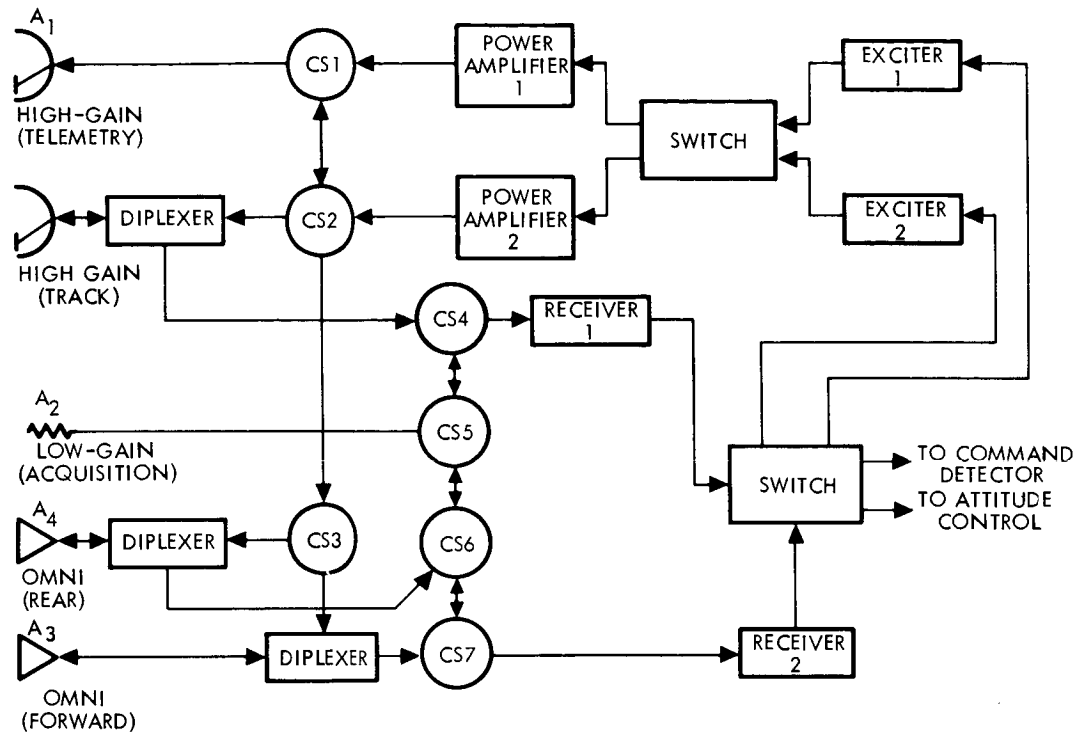 A1
HIGH-GAIN
(TELEMETRY)
CS1
POWER
AMPLIFIER
1
SWITCH
EXCITER
1
HIGH GAIN
(TRACK)
DIPLEXER
CS2
POWER
AMPLIFIER
2
EXCITER
2
CS4
RECEIVER
1
A2
LOW-GAIN
(ACQUISITION)
CS5
SWITCH
TO COMMAND
DETECTOR
TO ATTITUDE
CONTROL
A4
OMNI
(REAR)
DIPLEXER
CS3
CS6
A3
OMNI
(FORWARD)
DIPLEXER
CS7
RECEIVER
2